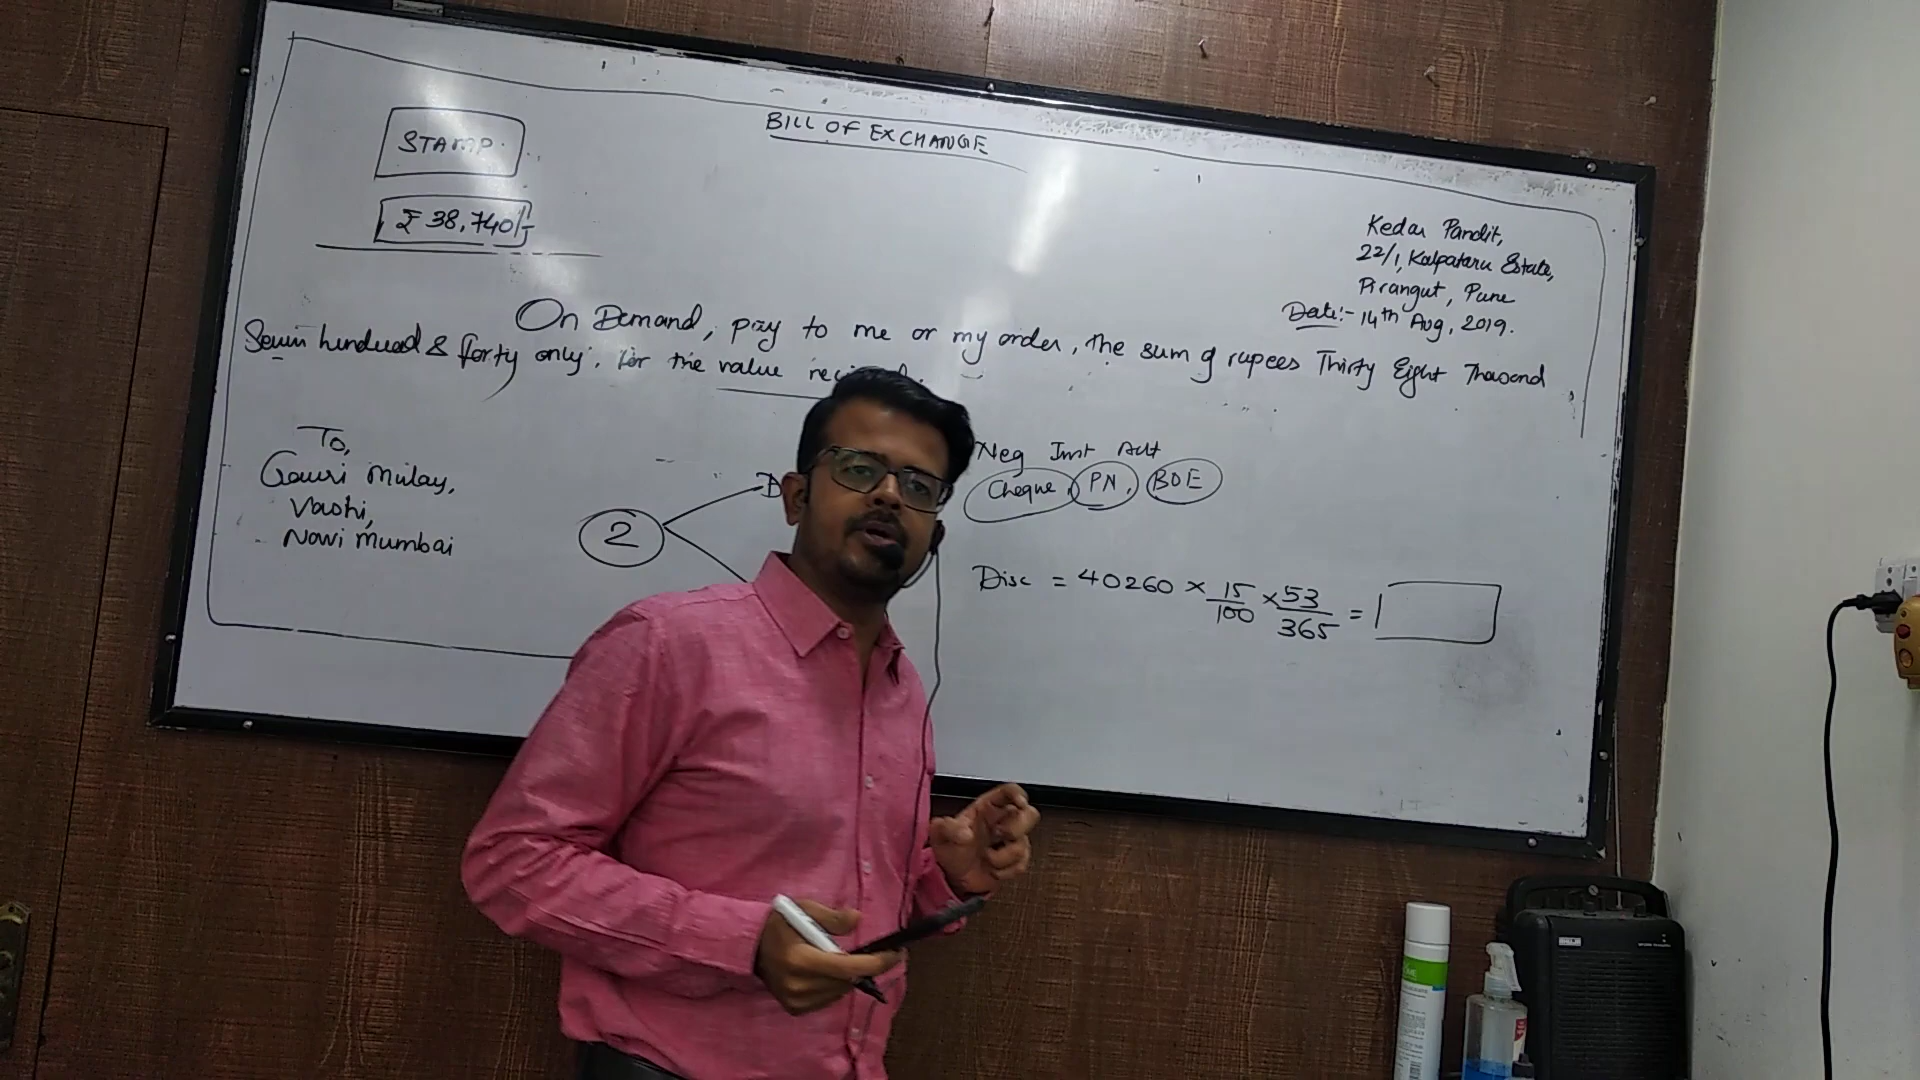 BILL OF EXCHANGE
STAMP
₹ 38,740/-
Kedar Pandit,
22/1, Kalpataru Estate,
Pirangut, Pune
Date:- 14th Aug, 2019.
On Demand, pay to me or my order, the sum of rupees Thirty Eight Thousand
Seven hundred & forty only, for the value
To,
Gauri Mulay,
Vashi,
Navi Mumbai
2
Neg Inst Act
Cheque, PN, BOE
Disc = 40260 × 15/100 × 53/365 =